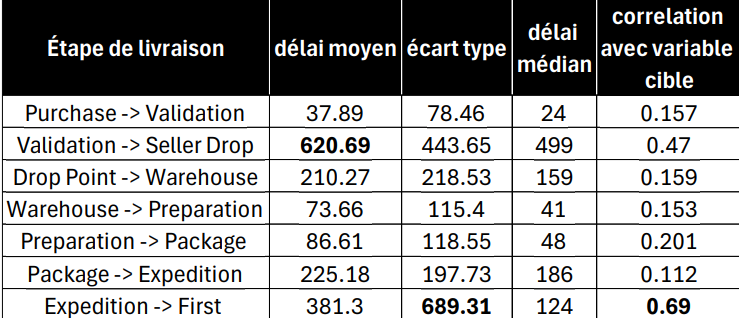 Étape de livraison délai moyen écart type délai médian correlation avec variable cible
Purchase -> Validation 37.89 78.46 24 0.157
Validation -> Seller Drop 620.69 443.65 499 0.47
Drop Point -> Warehouse 210.27 218.53 159 0.159
Warehouse -> Preparation 73.66 115.4 41 0.153
Preparation -> Package 86.61 118.55 48 0.201
Package -> Expedition 225.18 197.73 186 0.112
Expedition -> First 381.3 689.31 124 0.69